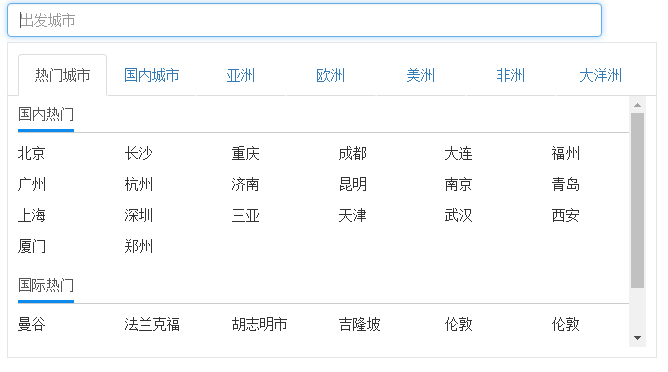 出发城市
热门城市 国内城市 亚洲 欧洲 美洲 非洲 大洋洲
国内热门
北京 长沙 重庆 成都 大连 福州
广州 杭州 济南 昆明 南京 青岛
上海 深圳 三亚 天津 武汉 西安
厦门 郑州
国际热门
曼谷 法兰克福 胡志明市 吉隆坡 伦敦 伦敦